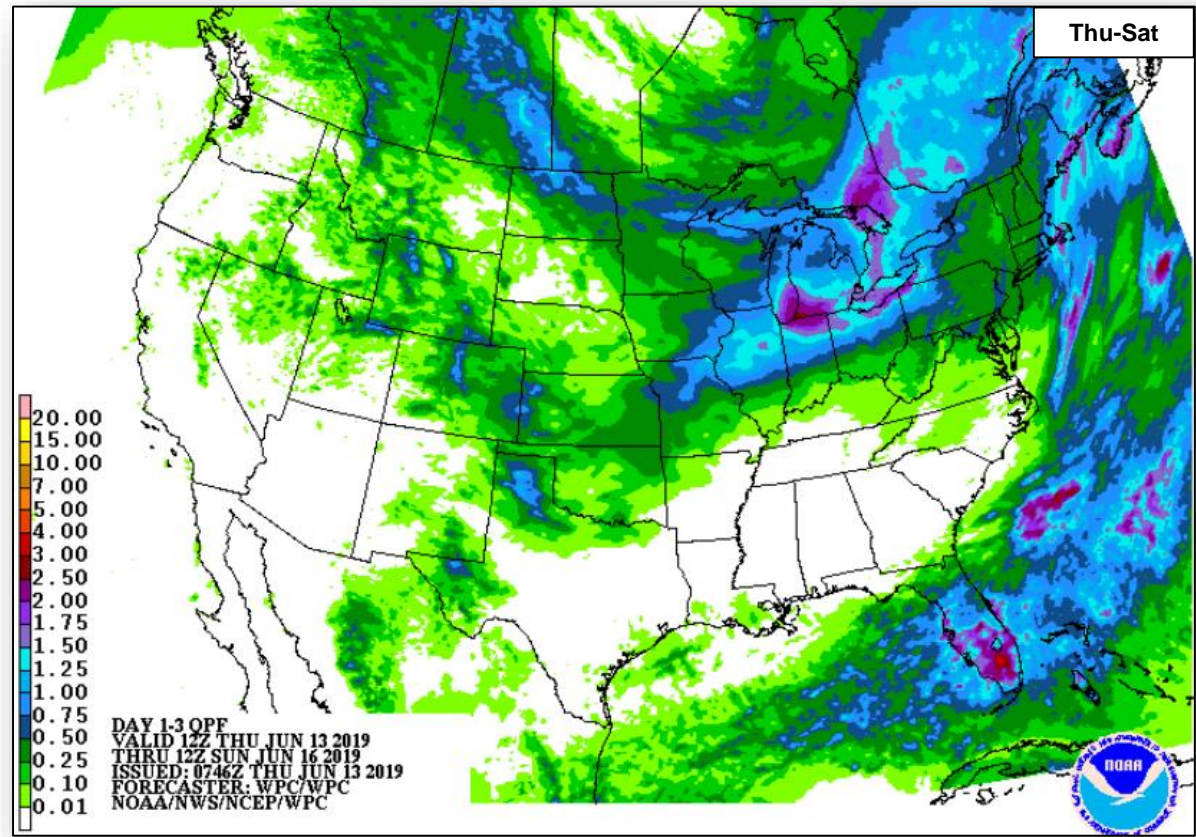 Thu-Sat
20.00
15.00
10.00
7.00
5.00
4.00
3.00
2.50
2.00
1.75
1.50
1.25
1.00
0.75
0.50
0.25
0.10
0.01
DAY 1-3 QPF
VALID 12Z THU JUN 13 2019
THRU 12Z SUN JUN 16 2019
ISSUED: 0746Z THU JUN 13 2019
FORECASTER: WPC/WPC
NOAA/NWS/NCEP/WPC
NOAA